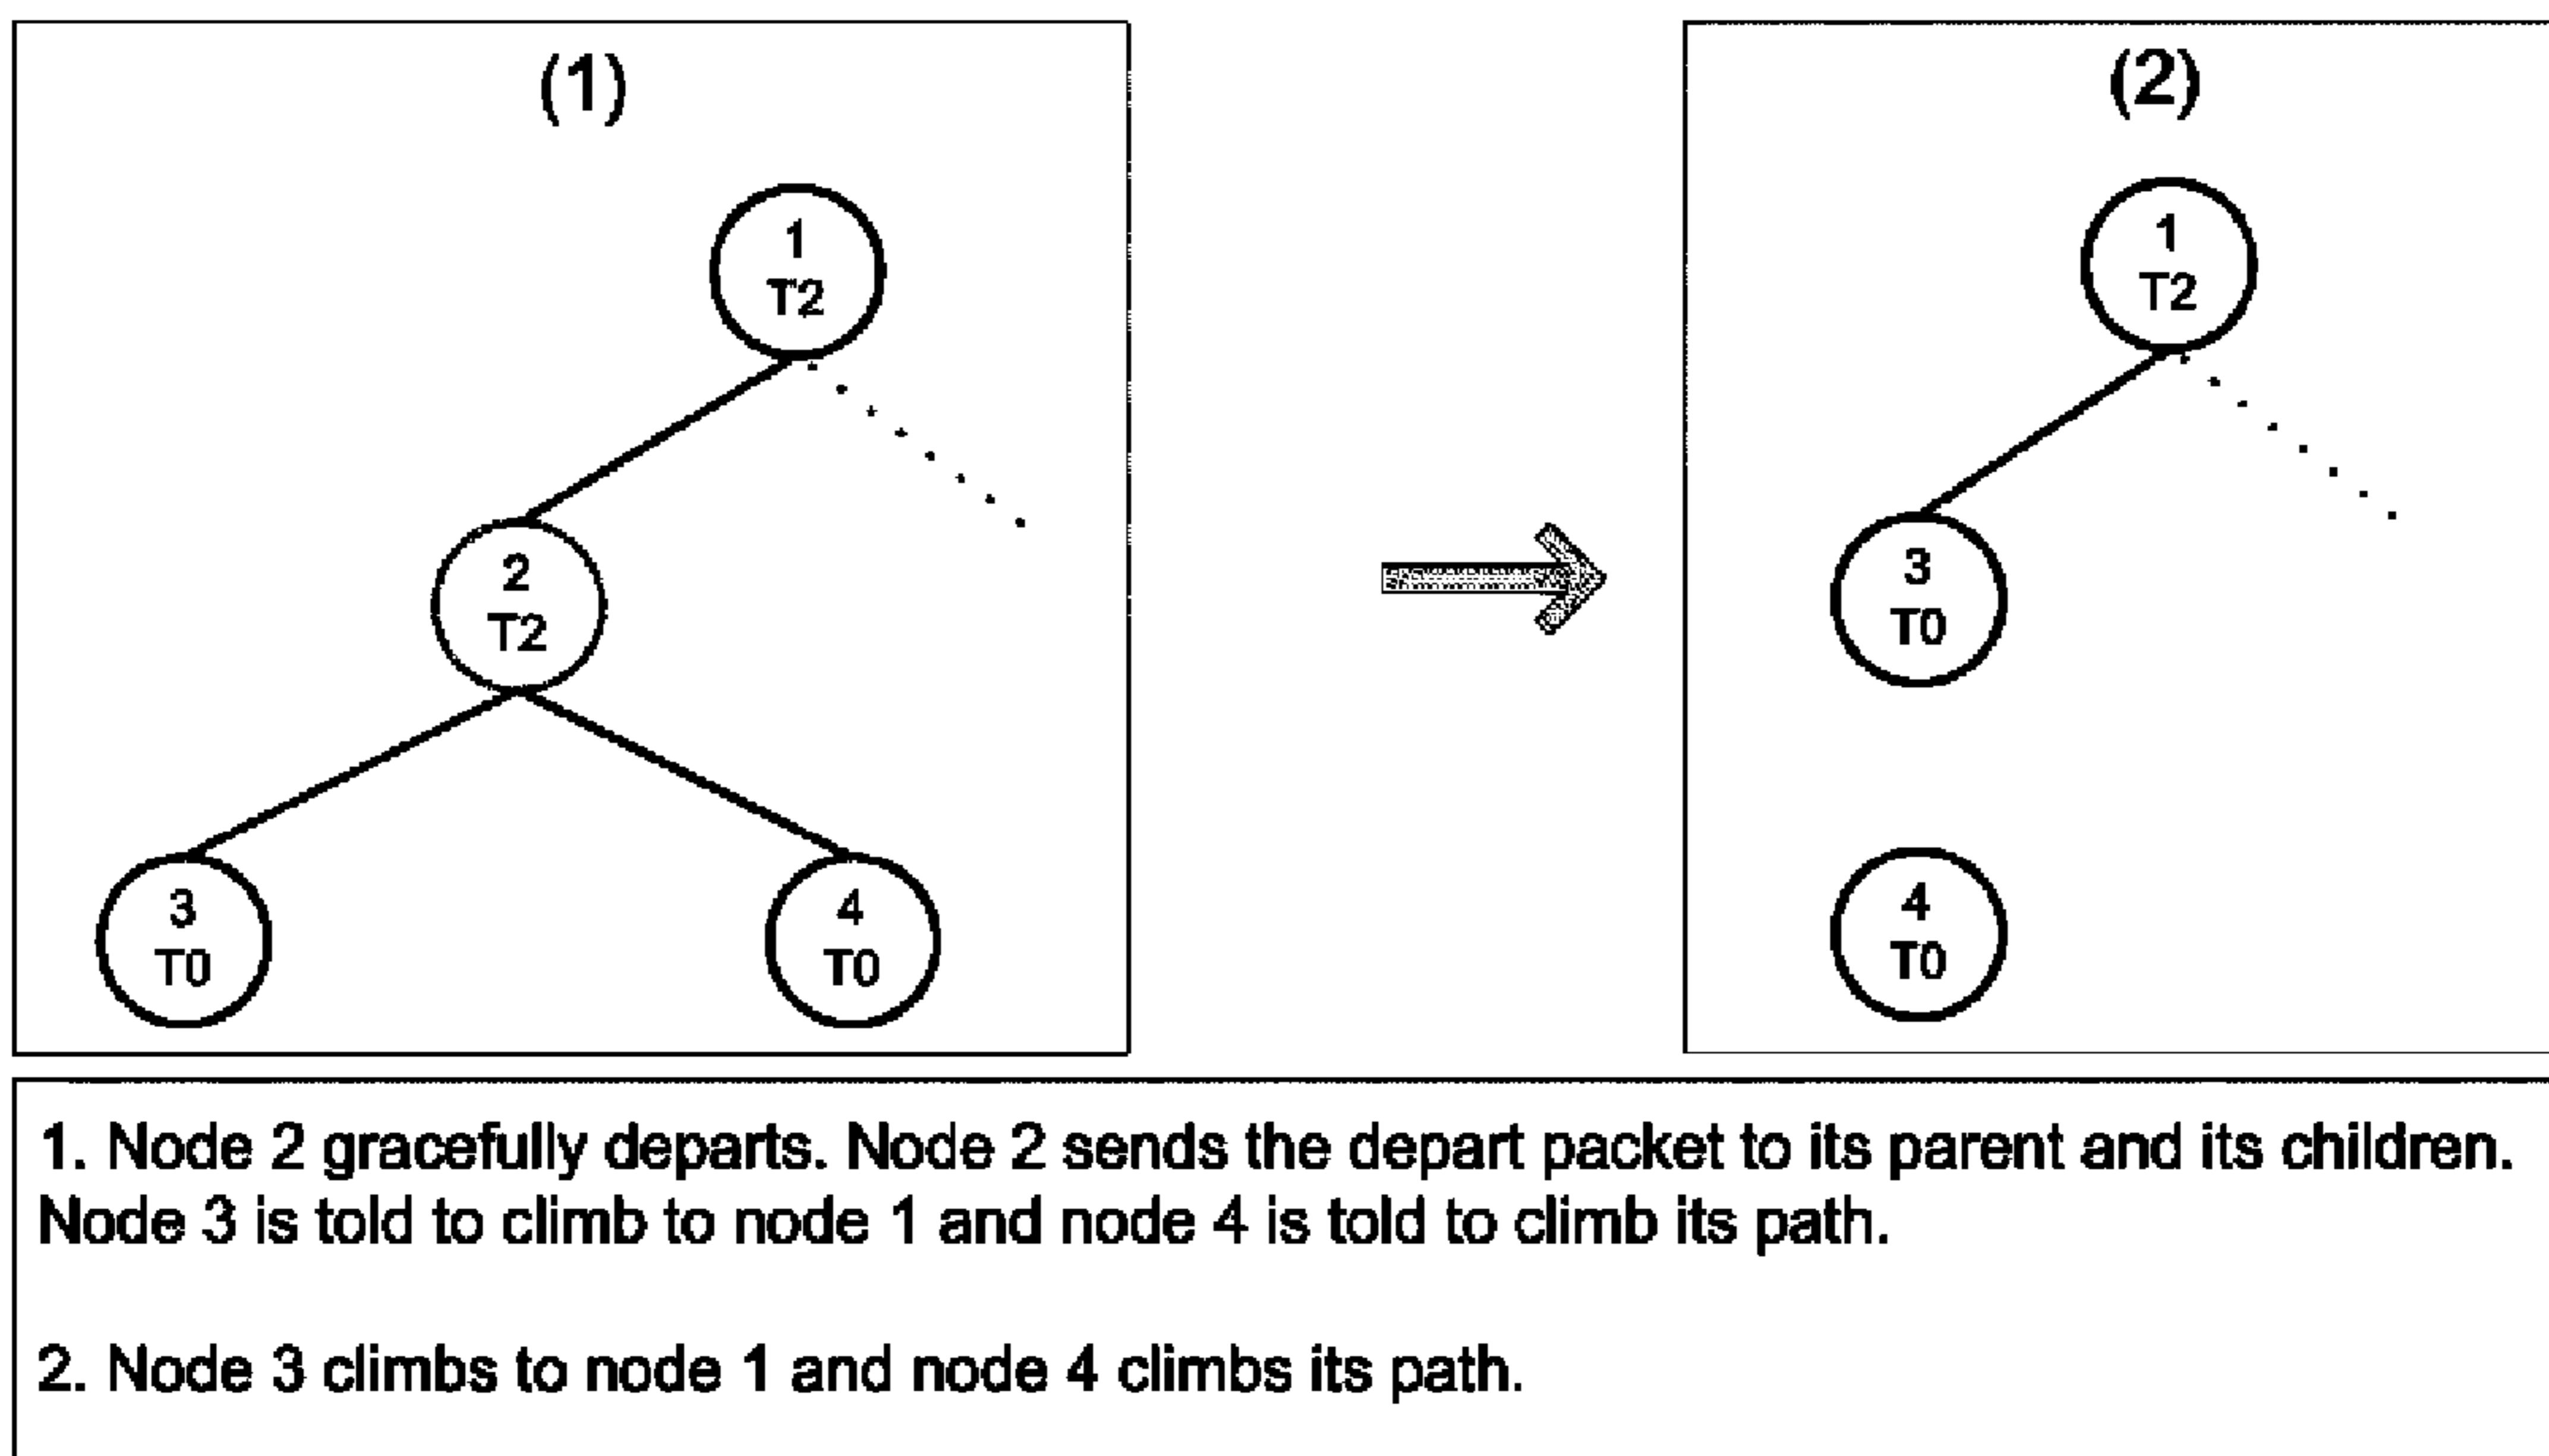 (1)
1
T2
2
T2
3
T0
4
T0
(2)
1
T2
3
T0
4
T0
1. Node 2 gracefully departs. Node 2 sends the depart packet to its parent and its children.
Node 3 is told to climb to node 1 and node 4 is told to climb its path.
2. Node 3 climbs to node 1 and node 4 climbs its path.